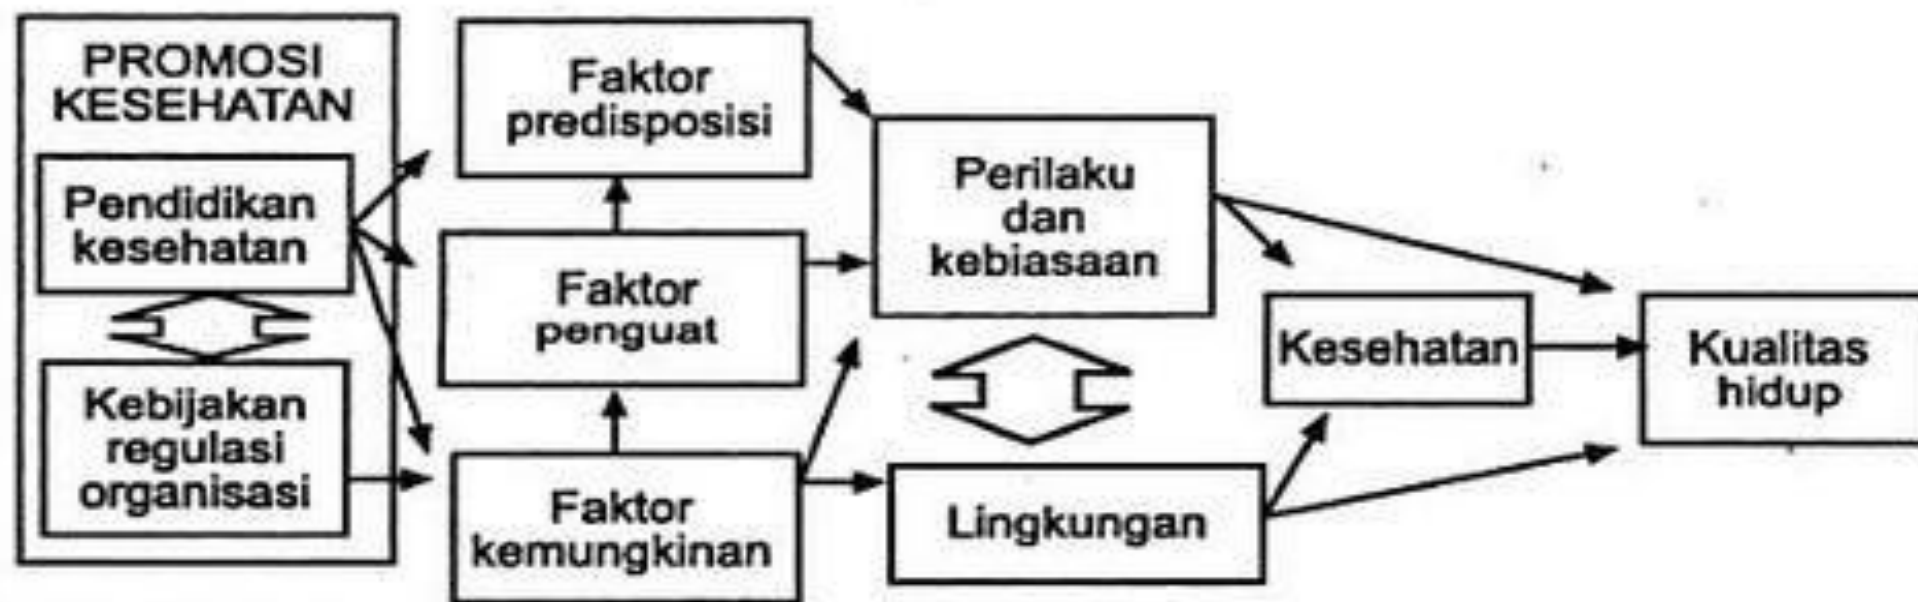 PROMOSI
KESEHATAN
Pendidikan
kesehatan
Kebijakan
regulasi
organisasi
Faktor
predisposisi
Faktor
penguat
Faktor
kemungkinan
Perilaku
dan
kebiasaan
Lingkungan
Kesehatan
Kualitas
hidup